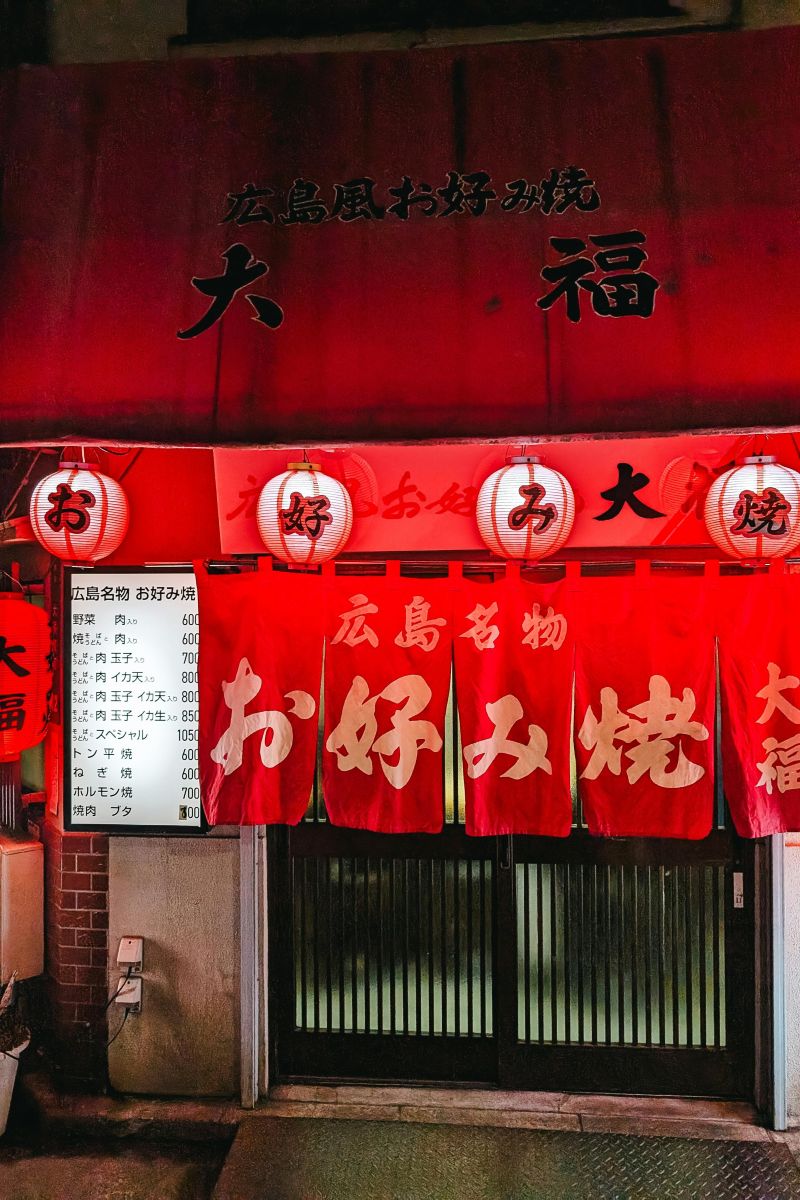 広島風お好み焼
大福
お好み焼
大
広島名物 お好み焼
野菜 肉入り 600
焼そばうどんと肉入り 600
そばうどんと肉 玉子入り 700
そばうどんと肉 イカ天入り 800
そばうどんと肉 玉子 イカ天入り 800
そばうどんと肉 玉子 イカ生入り 850
そばうどんとスペシャル 1050
トン平焼 600
ねぎ焼 600
ホルモン焼 700
焼肉 ブタ
広島名物
お好み焼
大福
大福